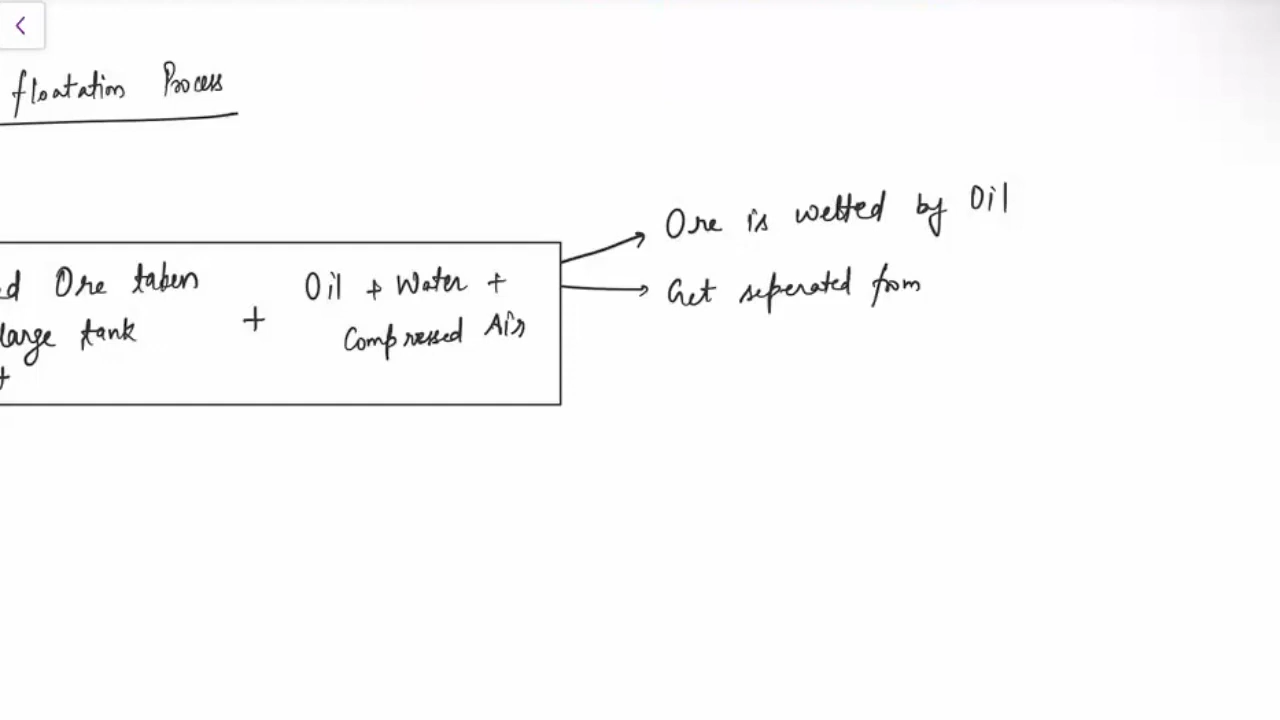 floatation Process
Ore is wetted by Oil
ed Ore taken
Oil + Water +
Get seperated from
large tank
+
Compressed Air
+